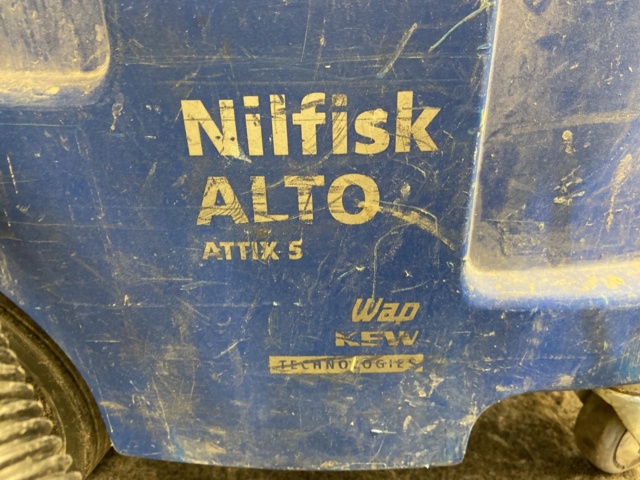 Nilfisk
ALTO
ATTIX 5
Wap
KEW
TECHNOLOGIES